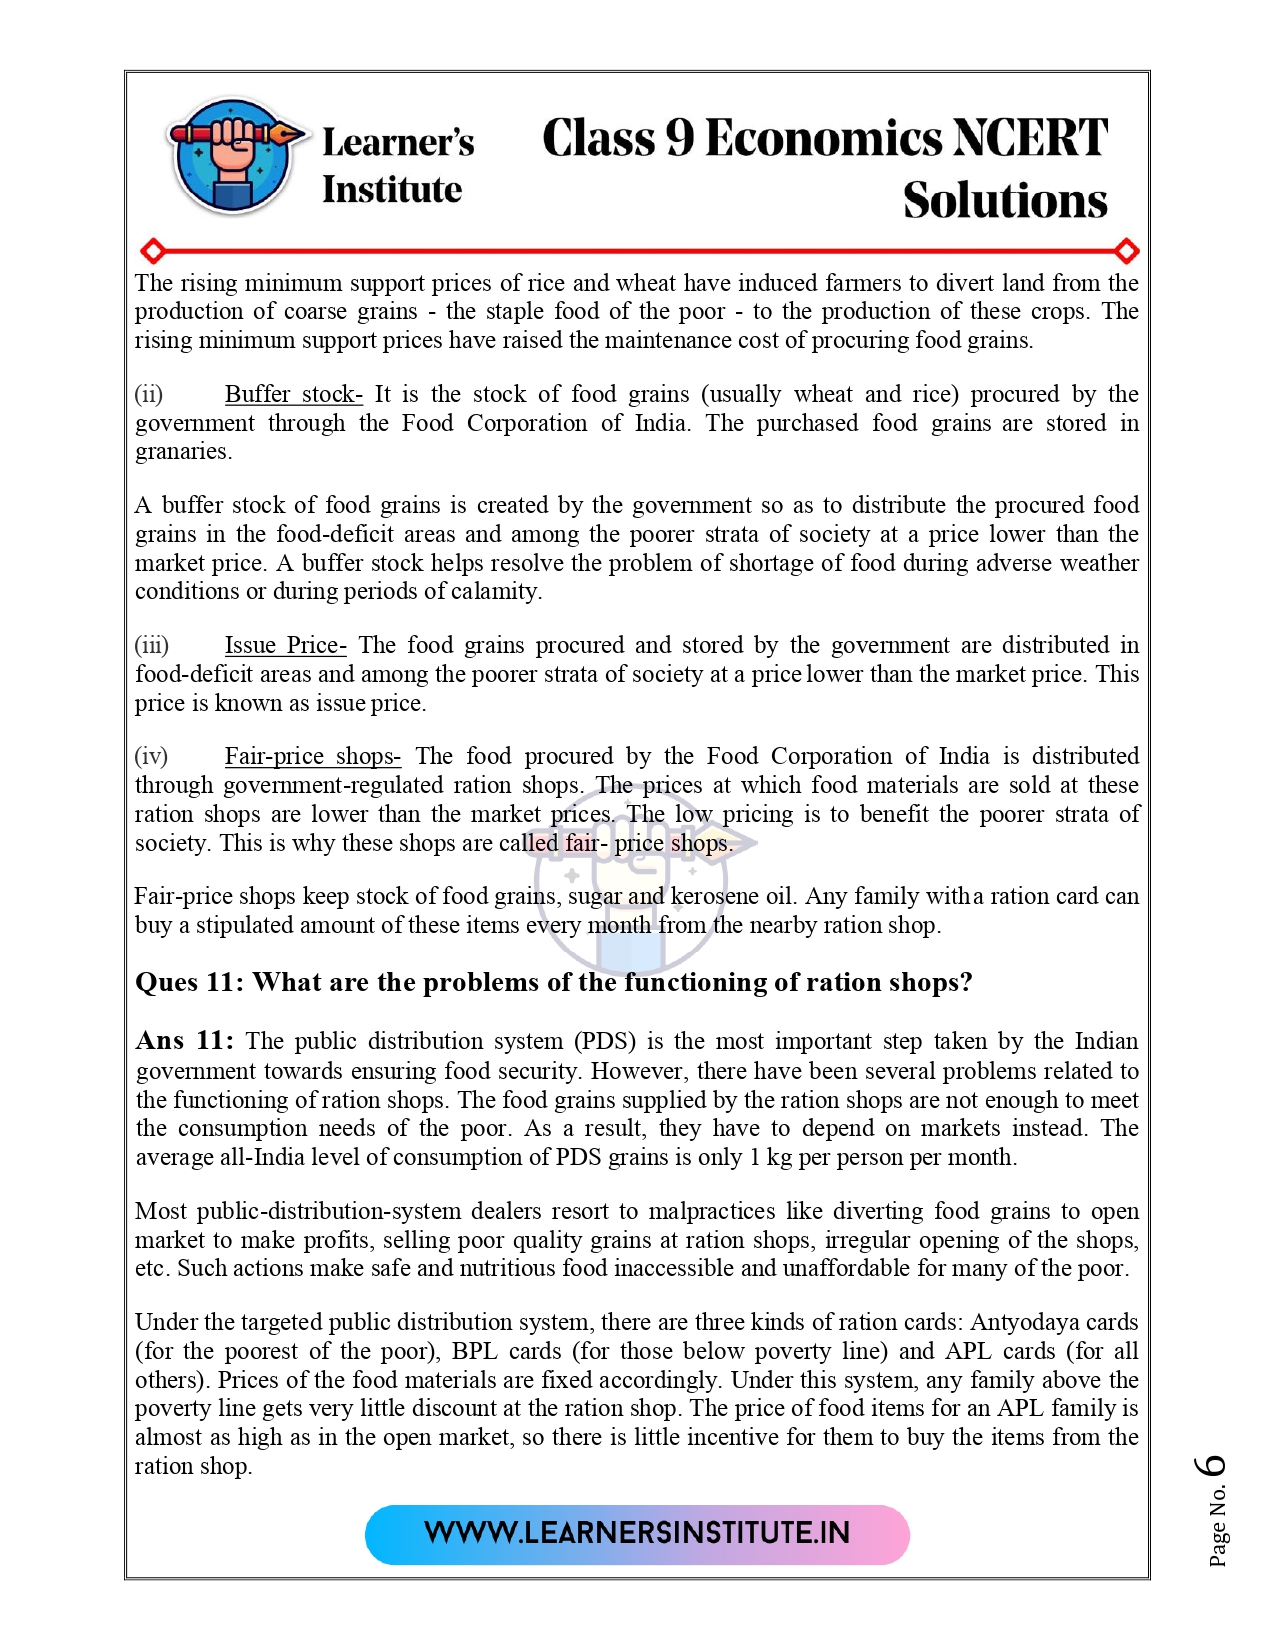 Learner's
Institute
Class 9 Economics NCERT
Solutions
The rising minimum support prices of rice and wheat have induced farmers to divert land from the
production of coarse grains - the staple food of the poor - to the production of these crops. The
rising minimum support prices have raised the maintenance cost of procuring food grains.
(ii) Buffer stock- It is the stock of food grains (usually wheat and rice) procured by the
government through the Food Corporation of India. The purchased food grains are stored in
granaries.
A buffer stock of food grains is created by the government so as to distribute the procured food
grains in the food-deficit areas and among the poorer strata of society at a price lower than the
market price. A buffer stock helps resolve the problem of shortage of food during adverse weather
conditions or during periods of calamity.
(iii) Issue Price- The food grains procured and stored by the government are distributed in
food-deficit areas and among the poorer strata of society at a price lower than the market price. This
price is known as issue price.
(iv) Fair-price shops- The food procured by the Food Corporation of India is distributed
through government-regulated ration shops. The prices at which food materials are sold at these
ration shops are lower than the market prices. The low pricing is to benefit the poorer strata of
society. This is why these shops are called fair- price shops.
Fair-price shops keep stock of food grains, sugar and kerosene oil. Any family with a ration card can
buy a stipulated amount of these items every month from the nearby ration shop.
Ques 11: What are the problems of the functioning of ration shops?
Ans 11: The public distribution system (PDS) is the most important step taken by the Indian
government towards ensuring food security. However, there have been several problems related to
the functioning of ration shops. The food grains supplied by the ration shops are not enough to meet
the consumption needs of the poor. As a result, they have to depend on markets instead. The
average all-India level of consumption of PDS grains is only 1 kg per person per month.
Most public-distribution-system dealers resort to malpractices like diverting food grains to open
market to make profits, selling poor quality grains at ration shops, irregular opening of the shops,
etc. Such actions make safe and nutritious food inaccessible and unaffordable for many of the poor.
Under the targeted public distribution system, there are three kinds of ration cards: Antyodaya cards
(for the poorest of the poor), BPL cards (for those below poverty line) and APL cards (for all
others). Prices of the food materials are fixed accordingly. Under this system, any family above the
poverty line gets very little discount at the ration shop. The price of food items for an APL family is
almost as high as in the open market, so there is little incentive for them to buy the items from the
ration shop.
WWW.LEARNERSINSTITUTE.IN
Page No. 6